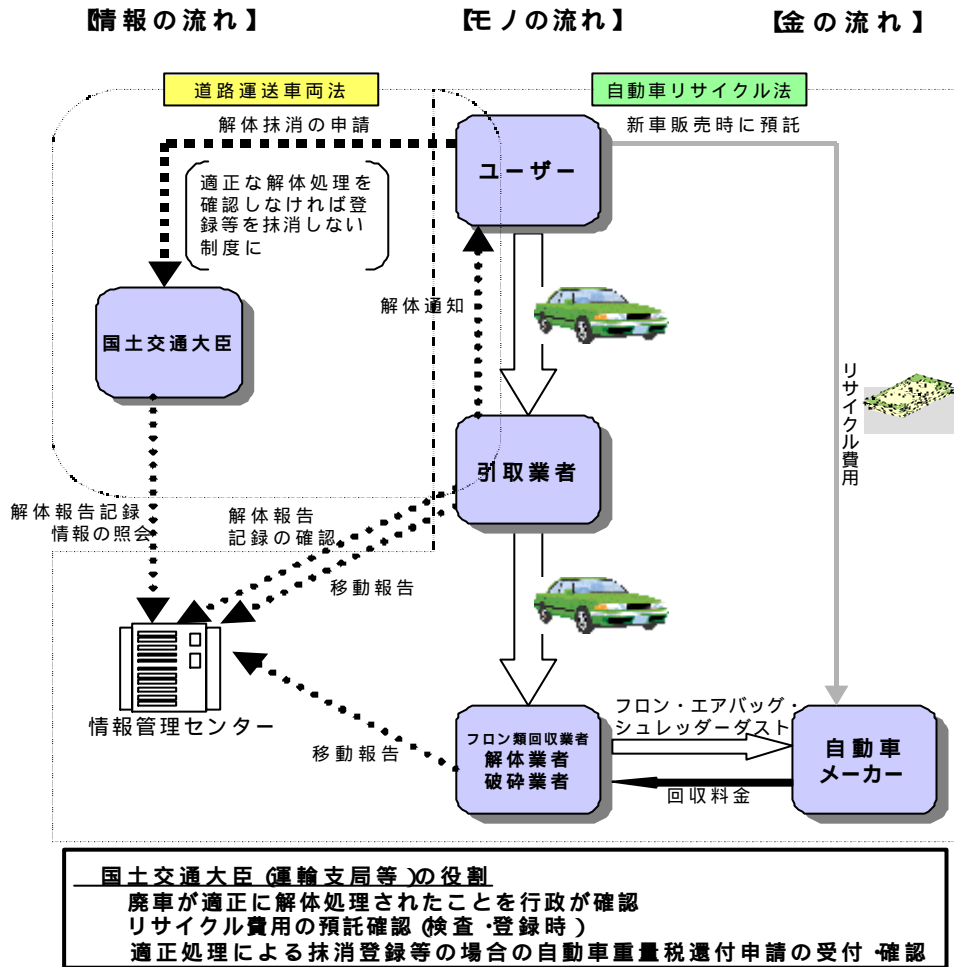 【情報の流れ】
【モノの流れ】
【金の流れ】
道路運送車両法
自動車リサイクル法
解体抹消の申請
新車販売時に預託
ユーザー
適正な解体処理を
確認しなければ登
録等を抹消しない
制度に
解体通知
国土交通大臣
リサイクル費用
引取業者
解体報告記録
情報の照会
解体報告
記録の確認
移動報告
情報管理センター
移動報告
フロン類回収業者
解体業者
破砕業者
フロン・エアバッグ・
シュレッダーダスト
自動車
メーカー
回収料金
国土交通大臣(運輸支局等)の役割
廃車が適正に解体処理されたことを行政が確認
リサイクル費用の預託確認(検査・登録時)
適正処理による抹消登録等の場合の自動車重量税還付申請の受付・確認